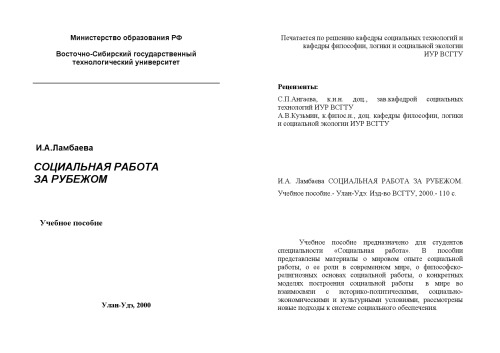 Министерство образования РФ
Восточно-Сибирский государственный
технологический университет
И.А.Ламбаева
СОЦИАЛЬНАЯ РАБОТА
ЗА РУБЕЖОМ
Учебное пособие
Улан-Удэ, 2000
Печатается по решению кафедры социальных технологий и
кафедры философии, логики и социальной экологии
ИУР ВСГТУ
Рецензенты:
С.П.Ангаева, к.и.н. доц., зав.кафедрой социальных
технологий ИУР ВСГТУ
А.В.Кузьмин, к.филос.н., доц. кафедры философии, логики
и социальной экологии ИУР ВСГТУ
И.А. Ламбаева СОЦИАЛЬНАЯ РАБОТА ЗА РУБЕЖОМ.
Учебное пособие.- Улан-Удэ: Изд-во ВСГТУ, 2000.- 110 с.
Учебное пособие предназначено для студентов
специальности «Социальная работа». В пособии
представлены материалы о мировом опыте социальной
работы, о ее роли в современном мире, о философско-
религиозных основах социальной работы, о конкретных
моделях построения социальной работы в мире во
взаимосвязи с историко-политическими, социально-
экономическими и культурными условиями, рассмотрены
новые подходы к системе социального обеспечения.